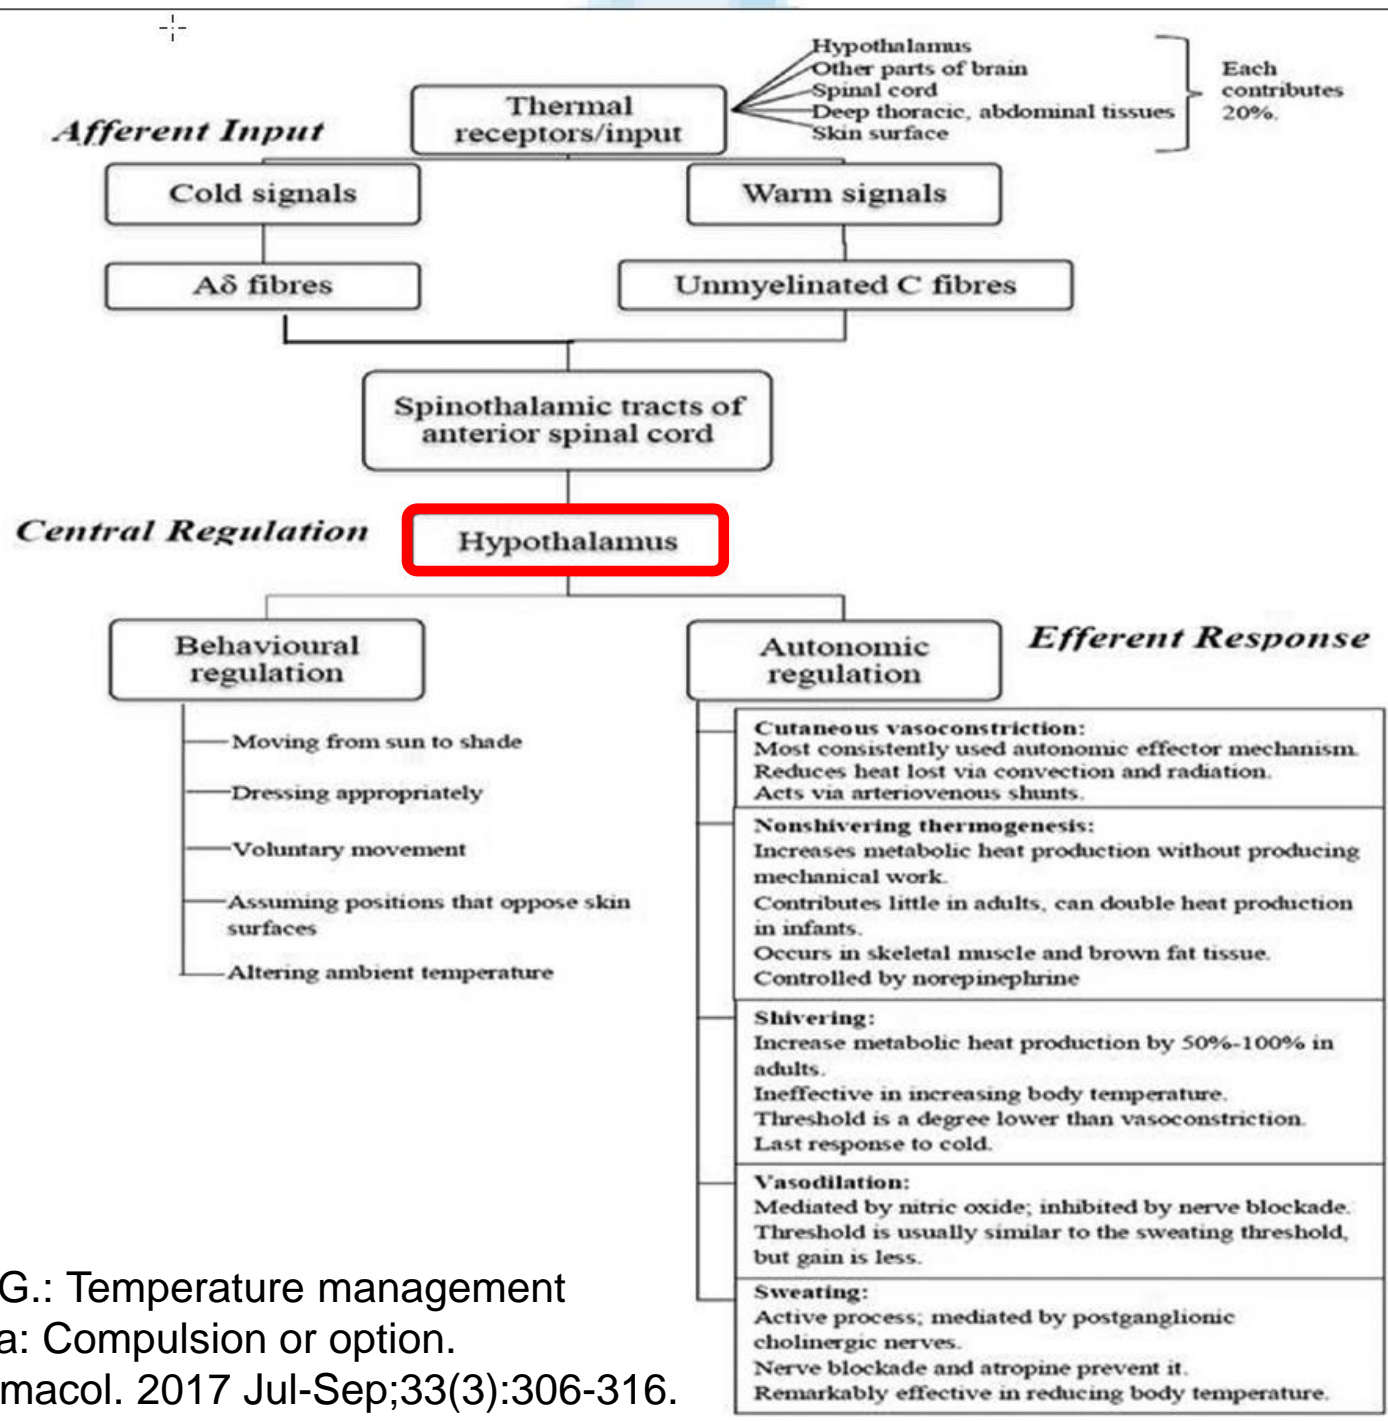 Hypothalamus
Other parts of brain
Spinal cord
Deep thoracic, abdominal tissues
Skin surface
Each
contributes
20%.
Thermal
receptors/input
Afferent Input
Cold signals
Warm signals
Aδ fibres
Unmyelinated C fibres
Spinothalamic tracts of
anterior spinal cord
Central Regulation
Hypothalamus
Behavioural
regulation
Autonomic
regulation
Efferent Response
Moving from sun to shade
Dressing appropriately
Voluntary movement
Assuming positions that oppose skin
surfaces
Altering ambient temperature
Cutaneous vasoconstriction:
Most consistently used autonomic effector mechanism.
Reduces heat lost via convection and radiation.
Acts via arteriovenous shunts.
Nonshivering thermogenesis:
Increases metabolic heat production without producing
mechanical work.
Contributes little in adults, can double heat production
in infants.
Occurs in skeletal muscle and brown fat tissue.
Controlled by norepinephrine
Shivering:
Increase metabolic heat production by 50%-100% in
adults.
Ineffective in increasing body temperature.
Threshold is a degree lower than vasoconstriction.
Last response to cold.
Vasodilation:
Mediated by nitric oxide; inhibited by nerve blockade.
Threshold is usually similar to the sweating threshold,
but gain is less.
Sweating:
Active process; mediated by postganglionic
cholinergic nerves.
Nerve blockade and atropine prevent it.
Remarkably effective in reducing body temperature.
G.: Temperature management
a: Compulsion or option.
macol. 2017 Jul-Sep;33(3):306-316.